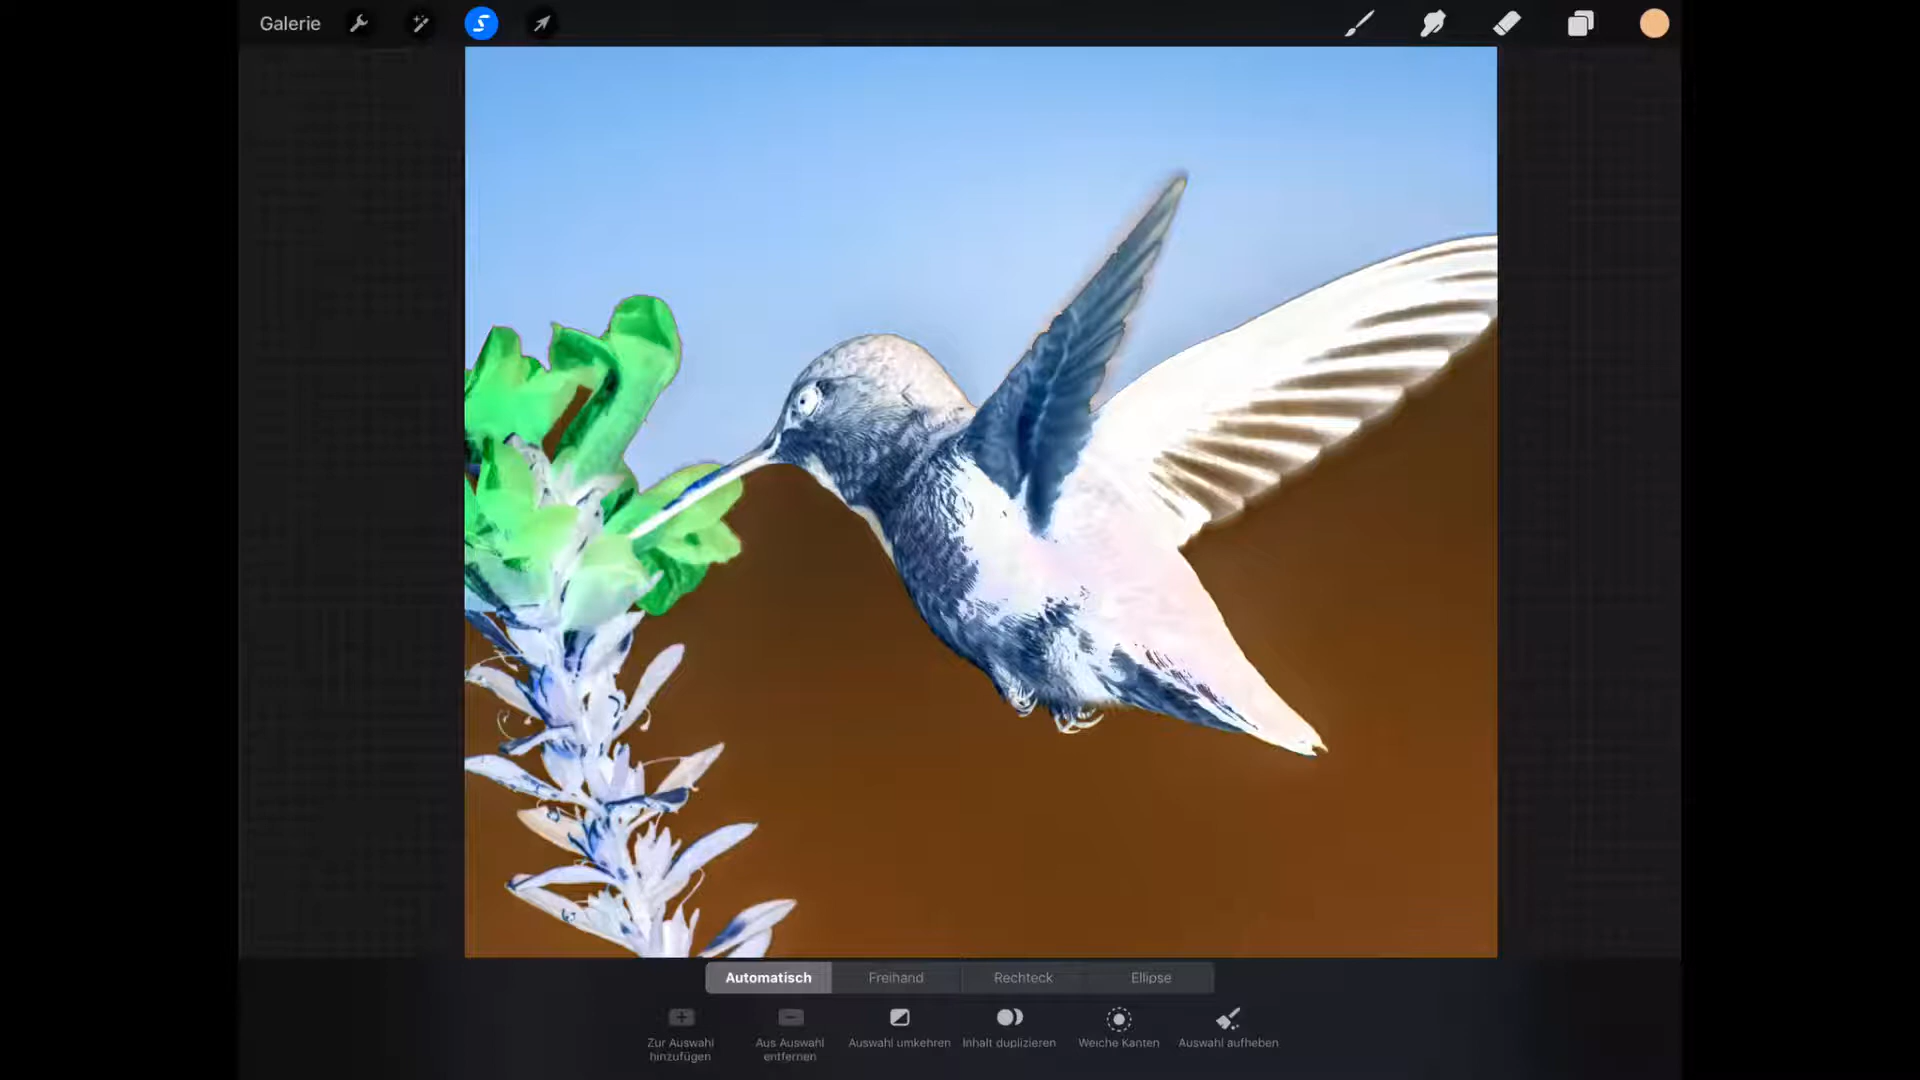 Galerie
Automatisch
Freihand
Rechteck
Ellipse
Zur Auswahl
hinzufügen
Aus Auswahl
entfernen
Auswahl umkehren
Inhalt duplizieren
Weiche Kanten
Auswahl aufheben